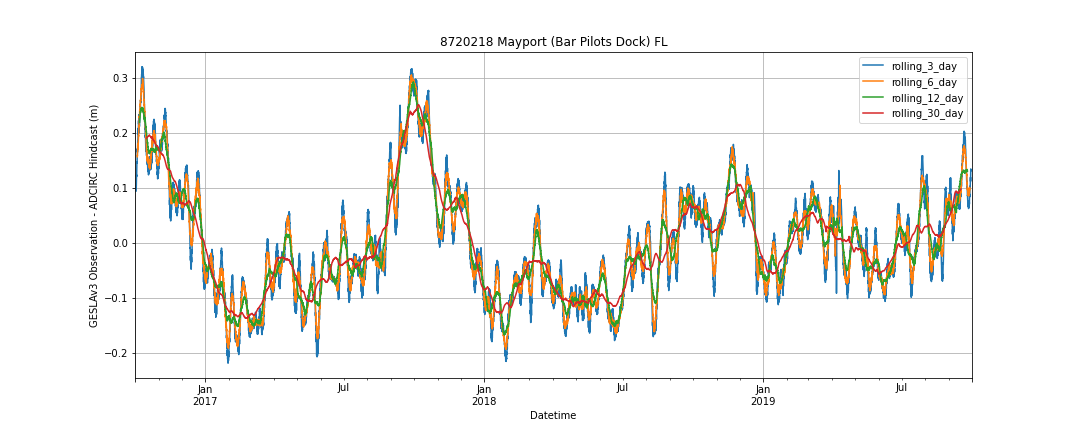 8720218 Mayport (Bar Pilots Dock) FL
GESLAv3 Observation - ADCIRC Hindcast (m)
0.3
0.2
0.1
0.0
−0.1
−0.2
rolling_3_day
rolling_6_day
rolling_12_day
rolling_30_day
Jan
2017
Jul
Jan
2018
Jul
Jan
2019
Jul
Datetime